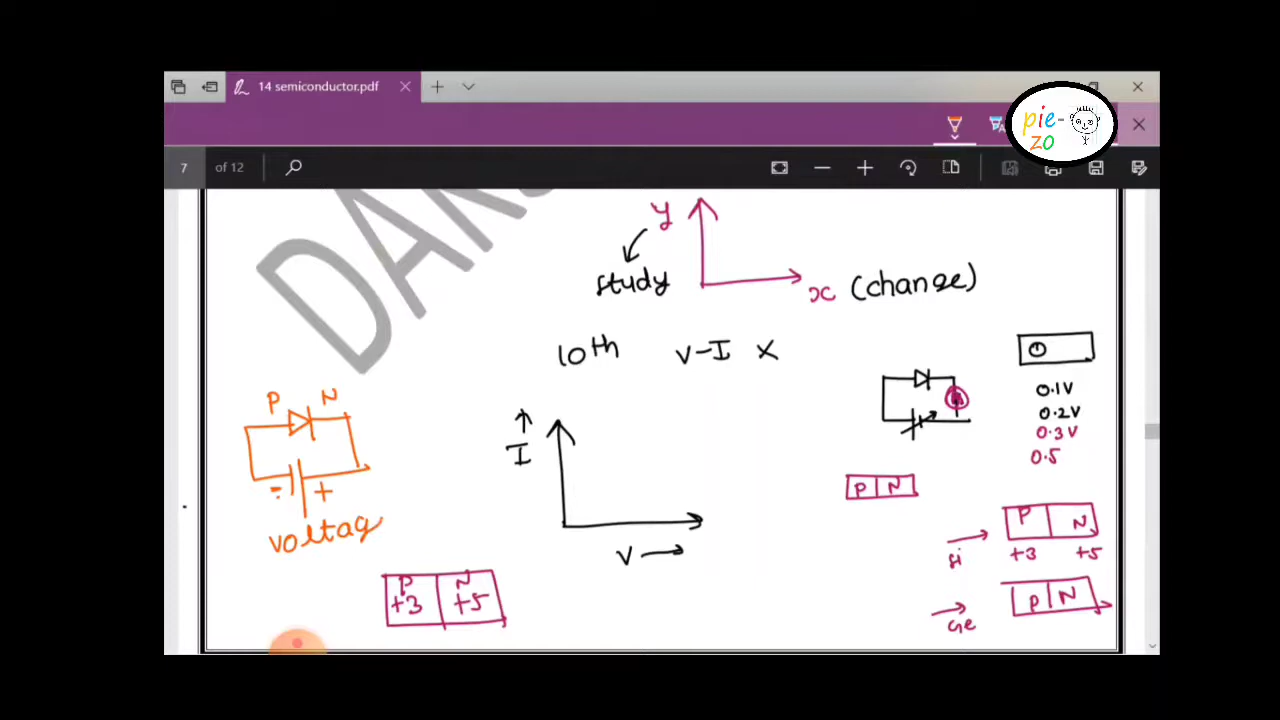 14 semiconductor.pdf
pie-
zo
7 of 12
DAK
y
study
x (change)
10th V-I X
0.1V
0.2V
0.3V
0.5
P N
I
V
- +
voltag
P N
P N
+3 +5
Si
P N
+3 +5
Ge
P N